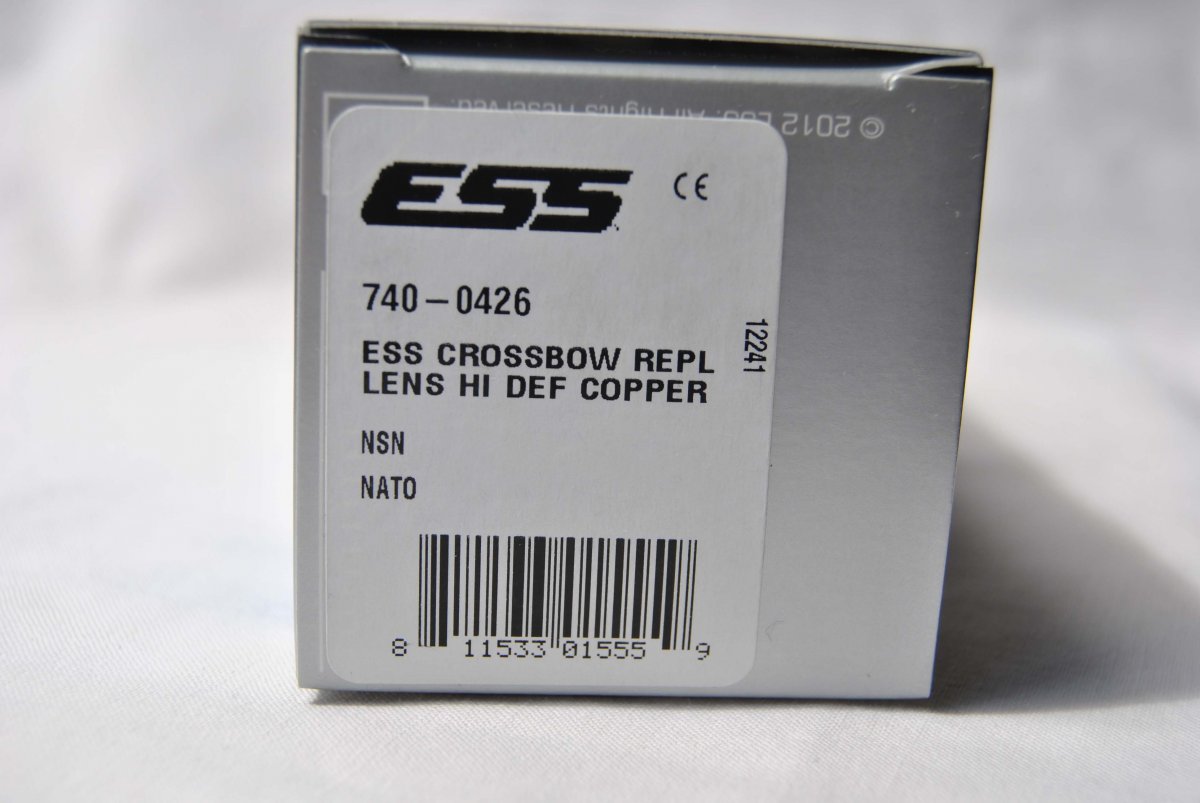 © 2012 ESS. All Rights Reserved.
ESS
CE
740-0426
12241
ESS CROSSBOW REPL
LENS HI DEF COPPER
NSN
NATO
8 11533 01555 9